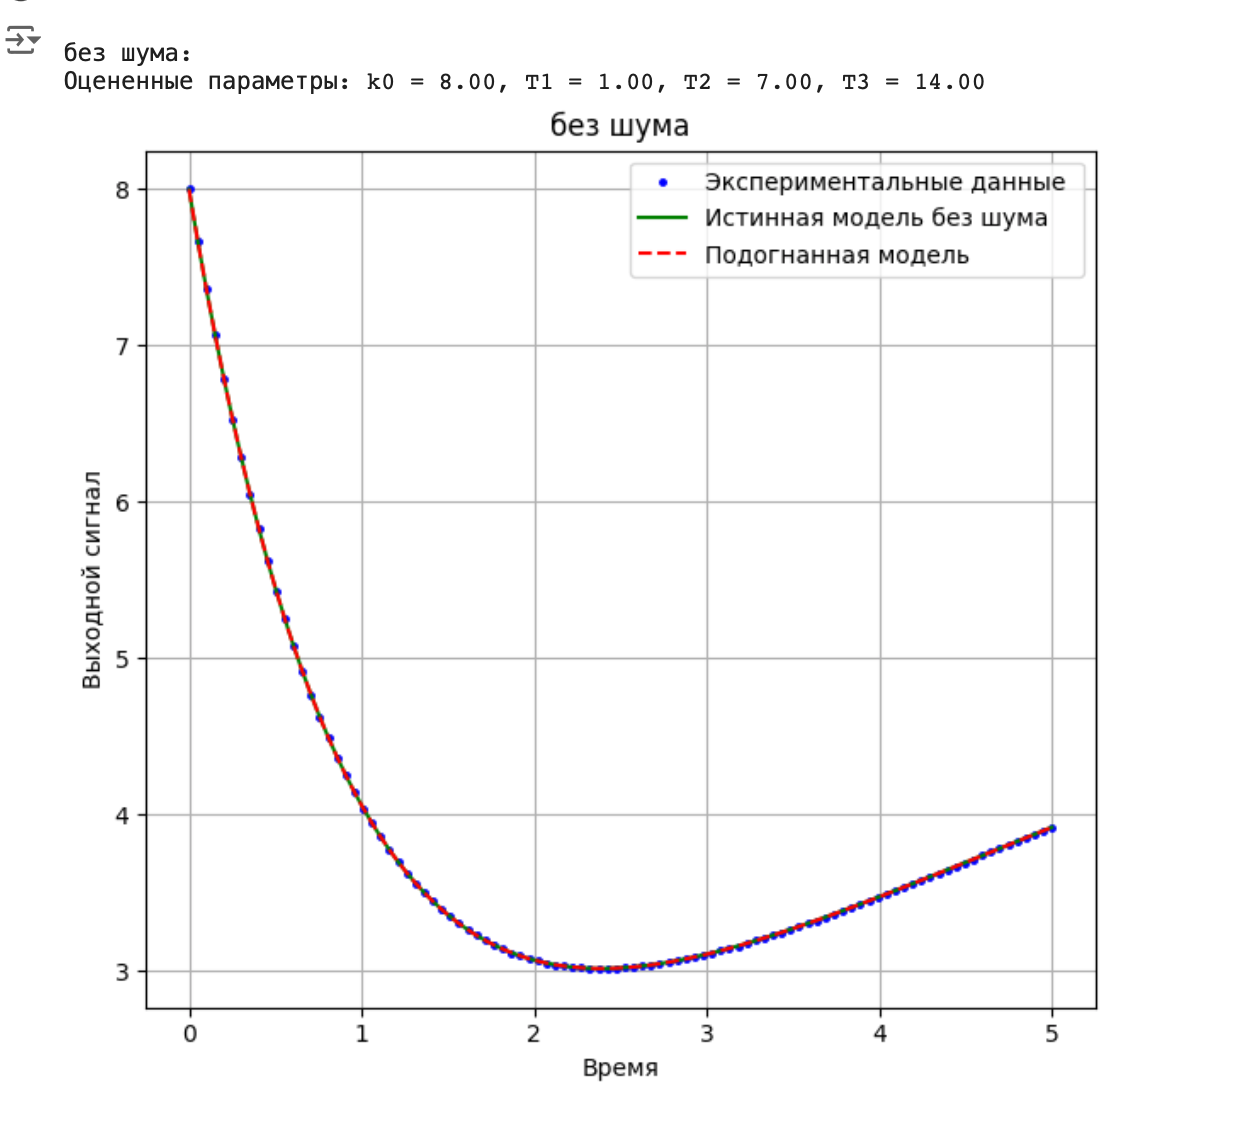 без шума:
Оцененные параметры: k0 = 8.00, T1 = 1.00, T2 = 7.00, T3 = 14.00
без шума
Экспериментальные данные
Истинная модель без шума
Подогнанная модель
Выходной сигнал
8
7
6
5
4
3
0 1 2 3 4 5
Время